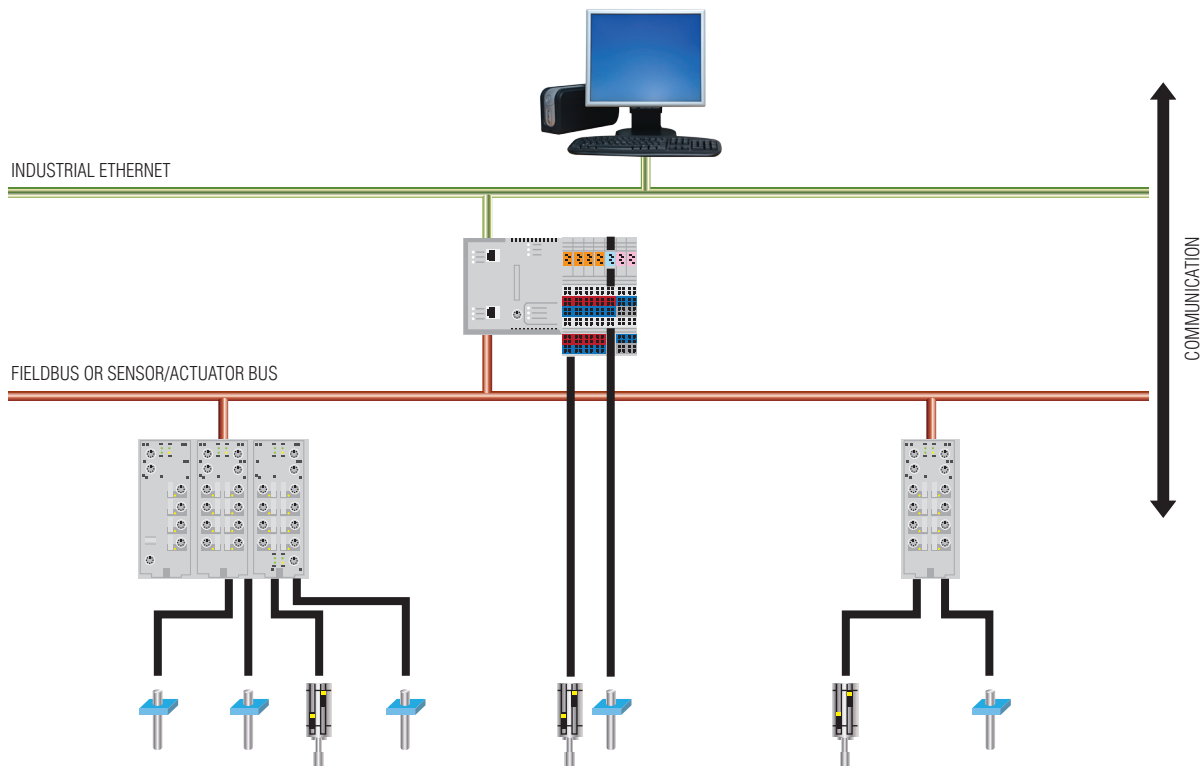 INDUSTRIAL ETHERNET
COMMUNICATION
FIELDBUS OR SENSOR/ACTUATOR BUS